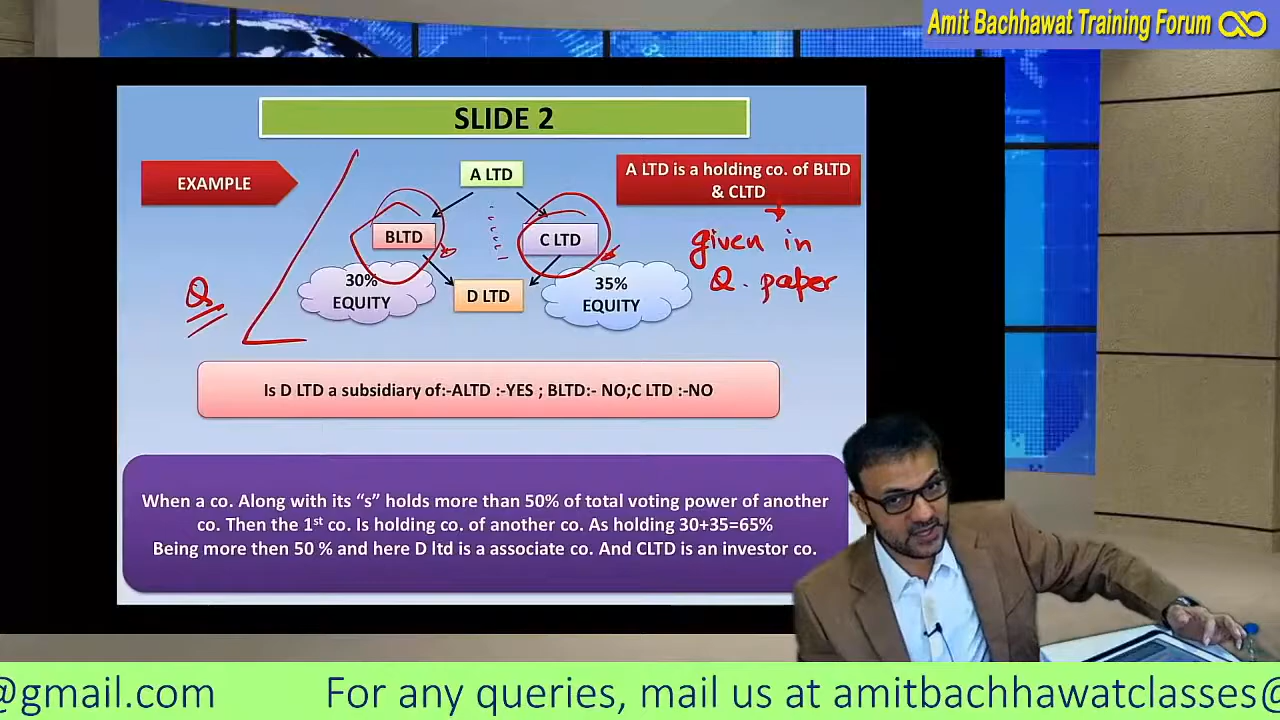 Amit Bachhawat Training Forum
SLIDE 2
EXAMPLE
A LTD
A LTD is a holding co. of BLTD
& CLTD
BLTD
C LTD
given in
Q. paper
30%
EQUITY
D LTD
35%
EQUITY
Q
Is D LTD a subsidiary of:-ALTD :-YES ; BLTD:- NO;C LTD :-NO
When a co. Along with its “s” holds more than 50% of total voting power of another
co. Then the 1st co. Is holding co. of another co. As holding 30+35=65%
Being more then 50 % and here D ltd is a associate co. And CLTD is an investor co.
@gmail.com For any queries, mail us at amitbachhawatclasses@